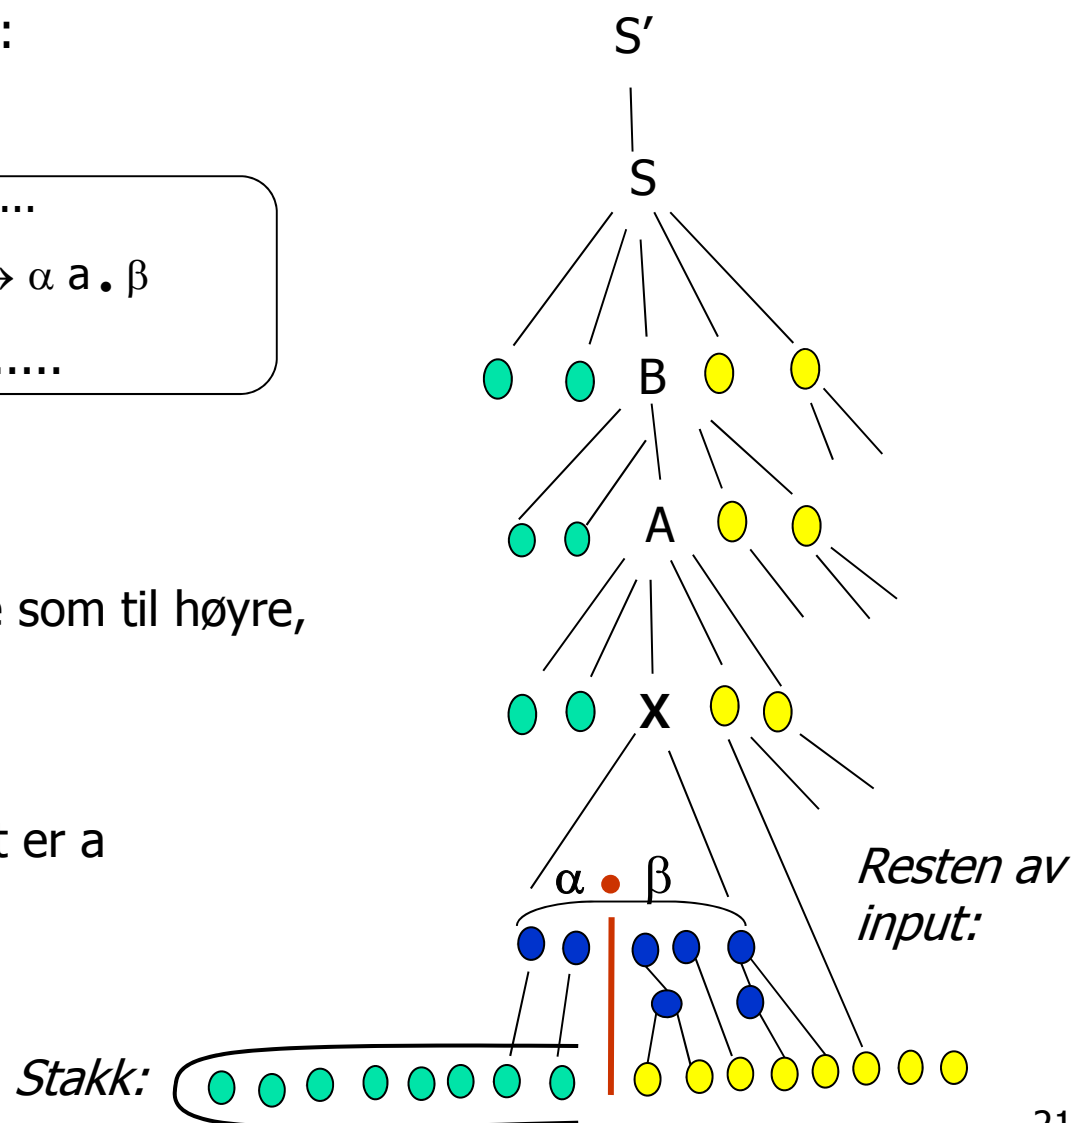 :
S′
S
...
→ α a . β
......
B
A
som til høyre,
X
er a
α • β
Resten av
input:
Stakk:
21